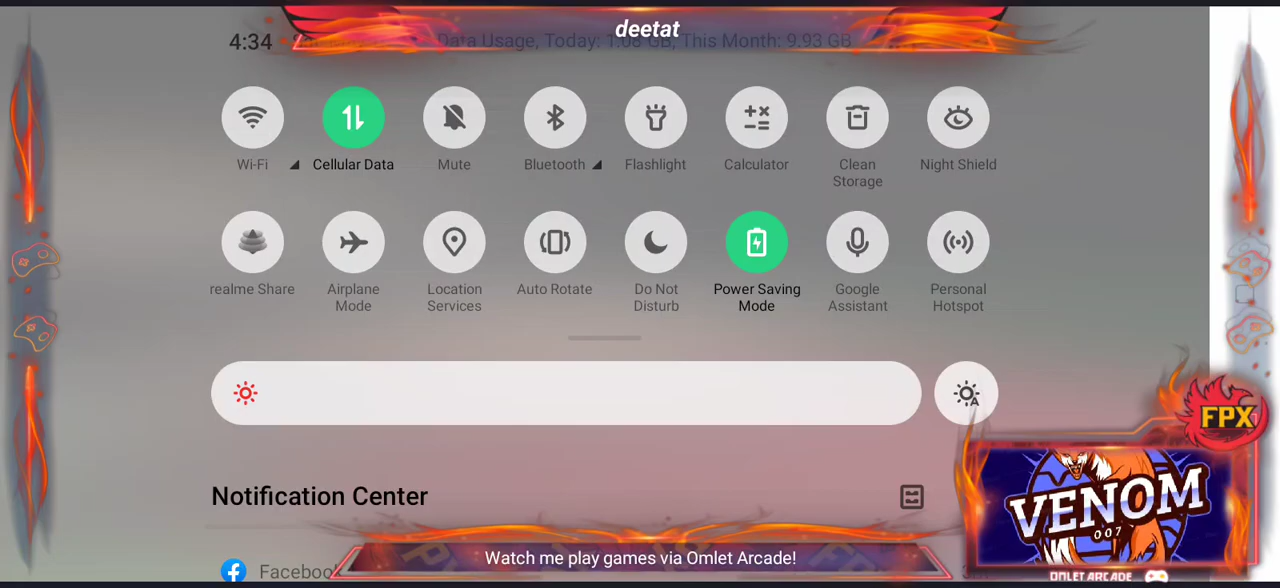 deetat
4:34
Data Usage, Today: 1.08 GB, This Month: 9.93 GB
Wi-Fi
Cellular Data
Mute
Bluetooth
Flashlight
Calculator
Clean
Storage
Night Shield
realme Share
Airplane
Mode
Location
Services
Auto Rotate
Do Not
Disturb
Power Saving
Mode
Google
Assistant
Personal
Hotspot
A
FPX
Notification Center
VENOM
007
Watch me play games via Omlet Arcade!
Facebook
OMLET ARCADE